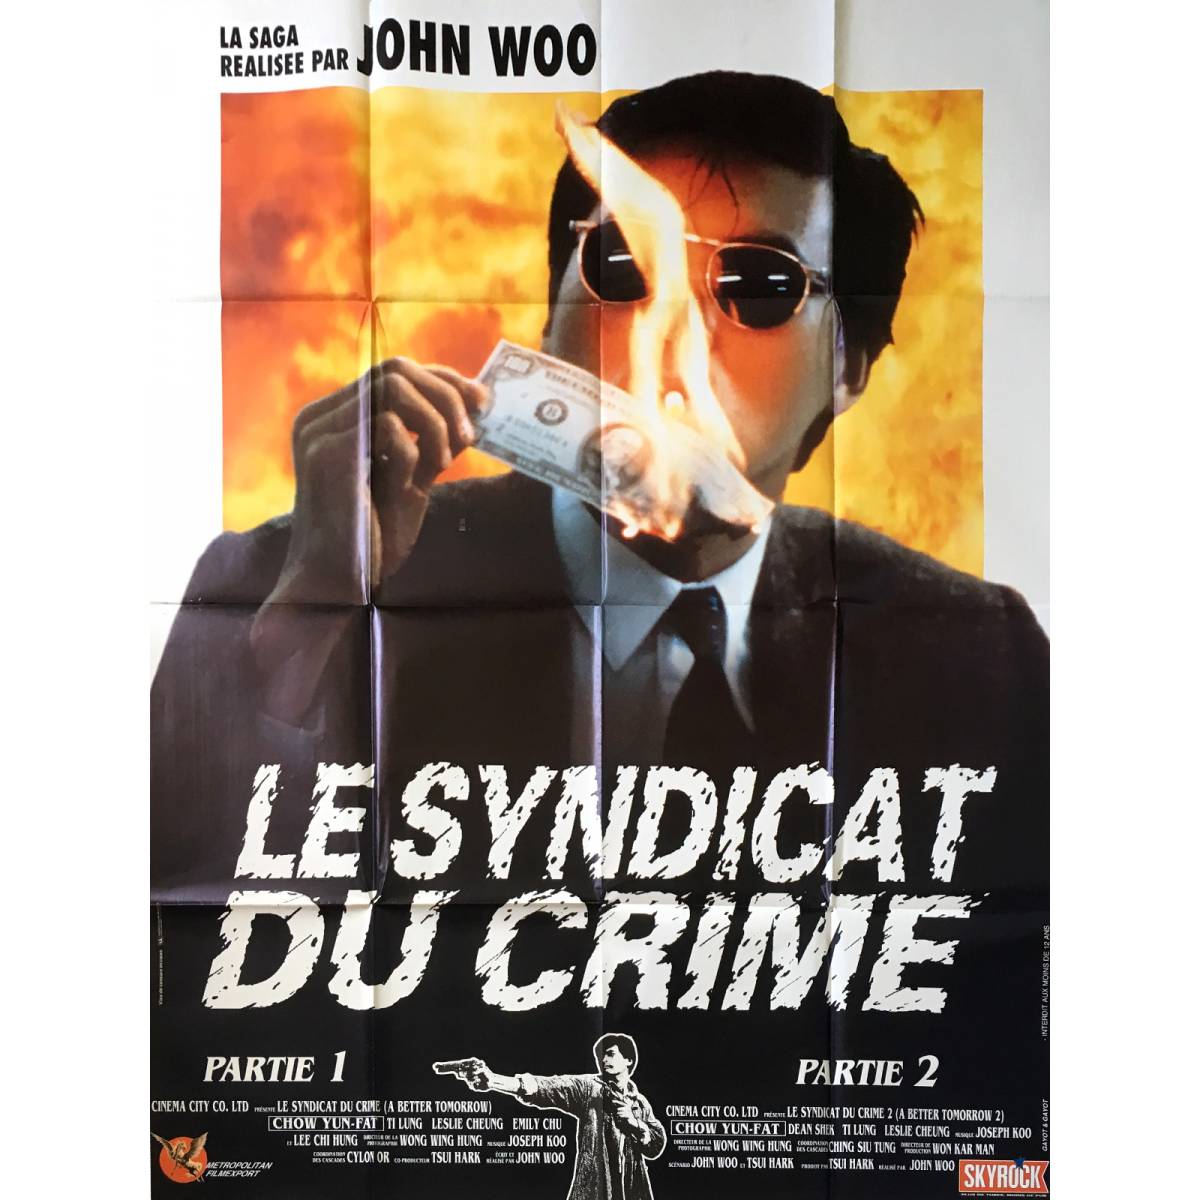 LA SAGA
REALISEE PAR JOHN WOO
LE SYNDICAT
DU CRIME
PARTIE 1
CINEMA CITY CO. LTD PRÉSENTE LE SYNDICAT DU CRIME (A BETTER TOMORROW)
CHOW YUN-FAT TI LUNG LESLIE CHEUNG EMILY CHU
ET LEE CHI HUNG DIRECTEUR DE LA PHOTOGRAPHIE WONG WING HUNG MUSIQUE JOSEPH KOO
COORDINATION DES CASCADES CYLON OR CO-PRODUCTEUR TSUI HARK ÉCRIT ET RÉALISÉ PAR JOHN WOO
METROPOLITAN
FILMEXPORT
PARTIE 2
CINEMA CITY CO. LTD PRÉSENTE LE SYNDICAT DU CRIME 2 (A BETTER TOMORROW 2)
CHOW YUN-FAT DEAN SHEK TI LUNG LESLIE CHEUNG MUSIQUE JOSEPH KOO
DIRECTEUR DE LA PHOTOGRAPHIE WONG WING HUNG COORDINATION DES CASCADES CHING SIU TUNG DIRECTEUR DE PRODUCTION WON KAR MAN
SCÉNARIO JOHN WOO ET TSUI HARK PRODUIT PAR TSUI HARK RÉALISÉ PAR JOHN WOO
SKYROCK
- INTERDIT AUX MOINS DE 12 ANS
GAYOT & GAYOT